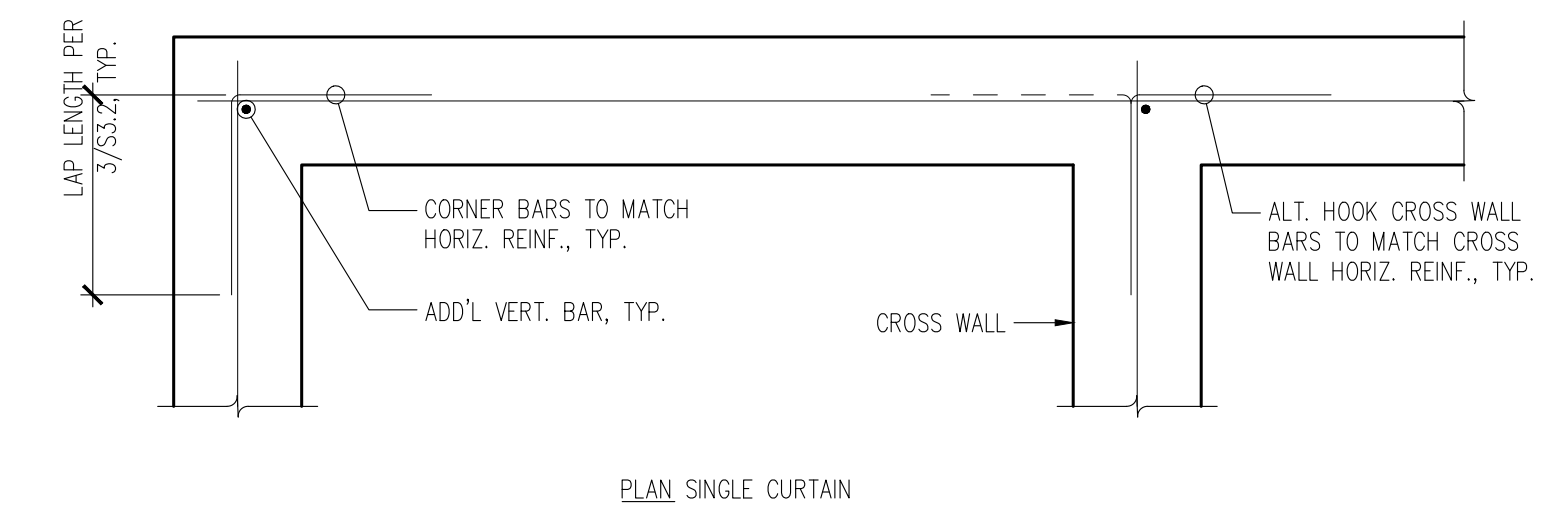 LAP LENGTH PER
3/S3.2, TYP.
CORNER BARS TO MATCH
HORIZ. REINF., TYP.
ADD'L VERT. BAR, TYP.
CROSS WALL
ALT. HOOK CROSS WALL
BARS TO MATCH CROSS
WALL HORIZ. REINF., TYP.
PLAN SINGLE CURTAIN